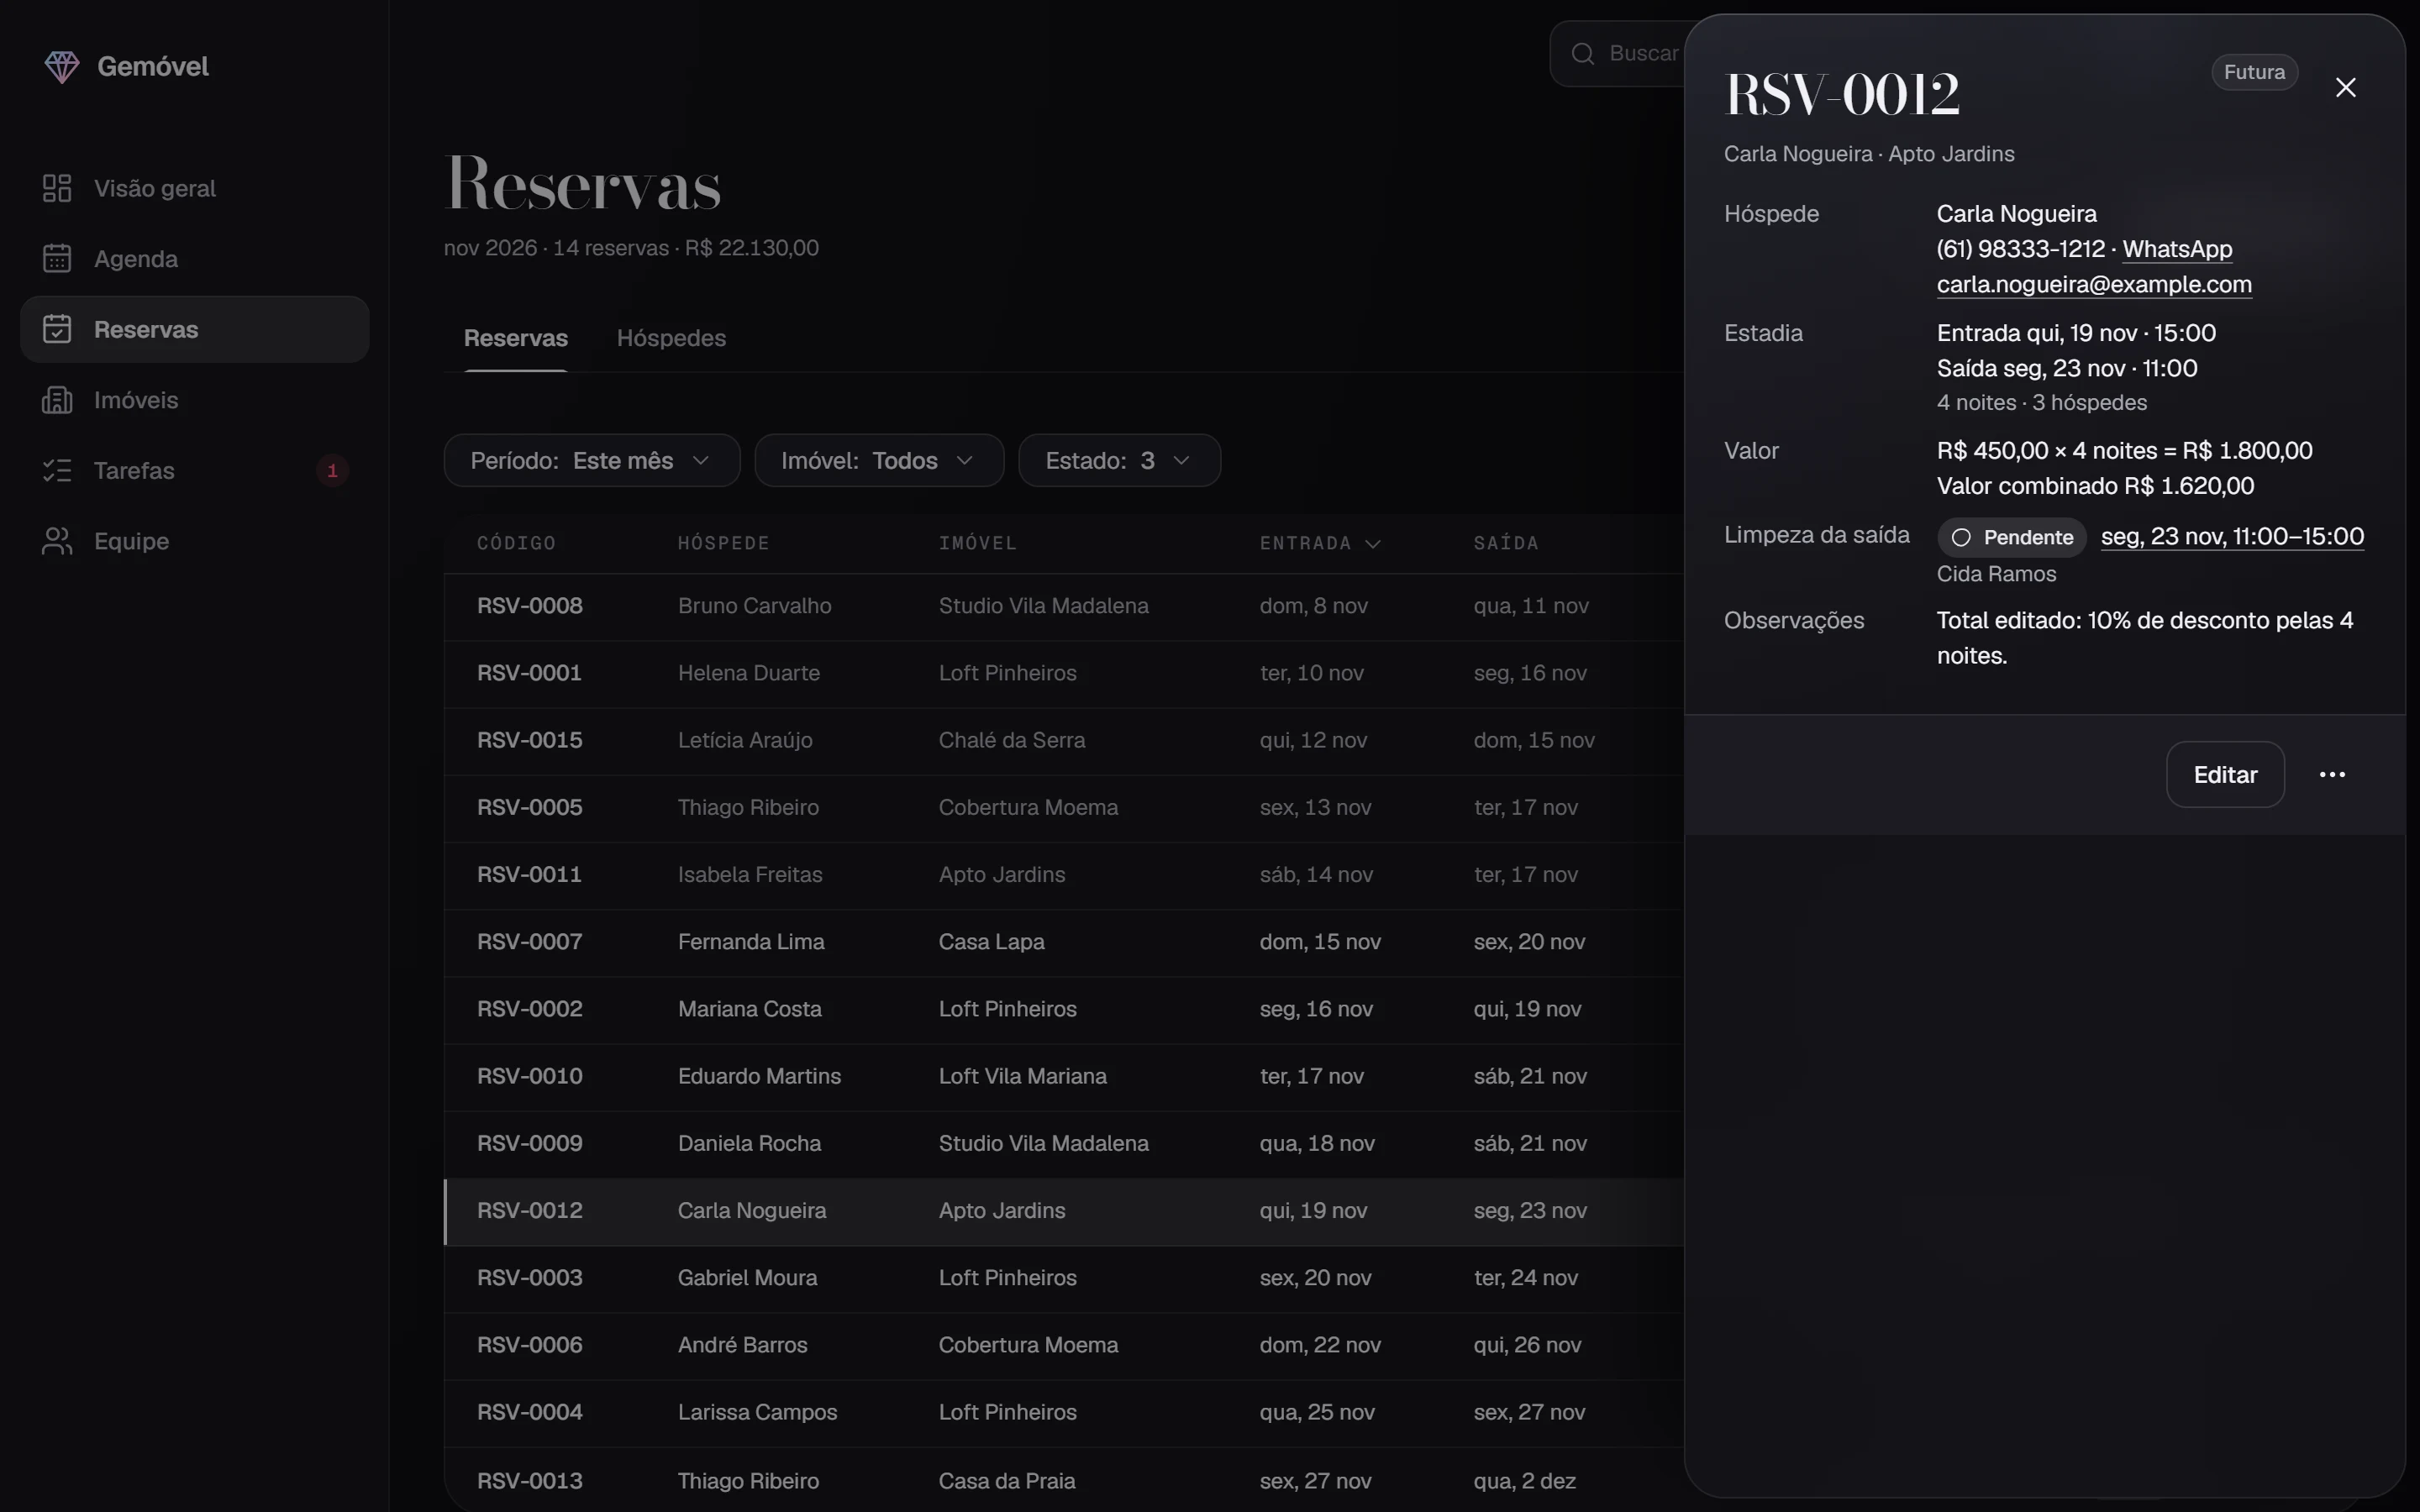 Gemóvel
Visão geral
Agenda
Reservas
Imóveis
Tarefas 1
Equipe
Buscar
Reservas
nov 2026 · 14 reservas · R$ 22.130,00
Reservas Hóspedes
Período: Este mês Imóvel: Todos Estado: 3
CÓDIGO HÓSPEDE IMÓVEL ENTRADA SAÍDA
RSV-0008 Bruno Carvalho Studio Vila Madalena dom, 8 nov qua, 11 nov
RSV-0001 Helena Duarte Loft Pinheiros ter, 10 nov seg, 16 nov
RSV-0015 Letícia Araújo Chalé da Serra qui, 12 nov dom, 15 nov
RSV-0005 Thiago Ribeiro Cobertura Moema sex, 13 nov ter, 17 nov
RSV-0011 Isabela Freitas Apto Jardins sáb, 14 nov ter, 17 nov
RSV-0007 Fernanda Lima Casa Lapa dom, 15 nov sex, 20 nov
RSV-0002 Mariana Costa Loft Pinheiros seg, 16 nov qui, 19 nov
RSV-0010 Eduardo Martins Loft Vila Mariana ter, 17 nov sáb, 21 nov
RSV-0009 Daniela Rocha Studio Vila Madalena qua, 18 nov sáb, 21 nov
RSV-0012 Carla Nogueira Apto Jardins qui, 19 nov seg, 23 nov
RSV-0003 Gabriel Moura Loft Pinheiros sex, 20 nov ter, 24 nov
RSV-0006 André Barros Cobertura Moema dom, 22 nov qui, 26 nov
RSV-0004 Larissa Campos Loft Pinheiros qua, 25 nov sex, 27 nov
RSV-0013 Thiago Ribeiro Casa da Praia sex, 27 nov qua, 2 dez
RSV-0012 Futura
Carla Nogueira · Apto Jardins
Hóspede Carla Nogueira
(61) 98333-1212 · WhatsApp
carla.nogueira@example.com
Estadia Entrada qui, 19 nov · 15:00
Saída seg, 23 nov · 11:00
4 noites · 3 hóspedes
Valor R$ 450,00 × 4 noites = R$ 1.800,00
Valor combinado R$ 1.620,00
Limpeza da saída Pendente seg, 23 nov, 11:00–15:00
Cida Ramos
Observações Total editado: 10% de desconto pelas 4
noites.
Editar